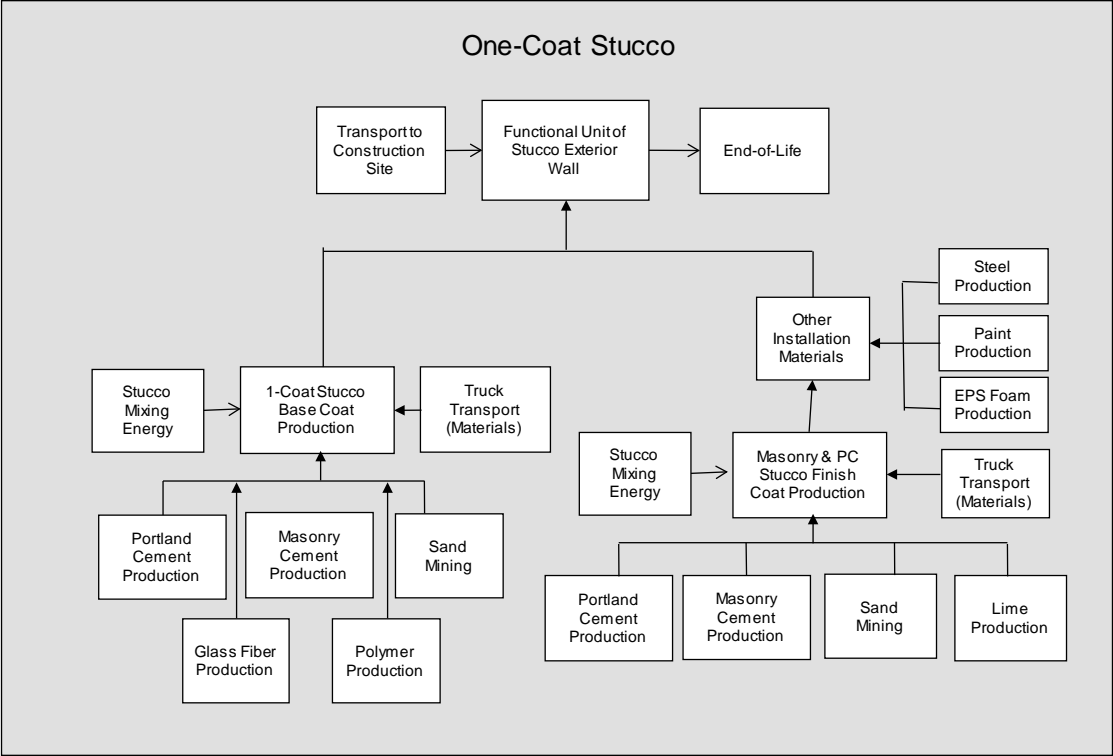 One-Coat Stucco
Transport to
Construction
Site
Functional Unit of
Stucco Exterior
Wall
End-of-Life
Steel
Production
Other
Installation
Materials
Paint
Production
EPS Foam
Production
Stucco
Mixing
Energy
1-Coat Stucco
Base Coat
Production
Truck
Transport
(Materials)
Stucco
Mixing
Energy
Masonry & PC
Stucco Finish
Coat Production
Truck
Transport
(Materials)
Portland
Cement
Production
Masonry
Cement
Production
Sand
Mining
Portland
Cement
Production
Masonry
Cement
Production
Sand
Mining
Lime
Production
Glass Fiber
Production
Polymer
Production